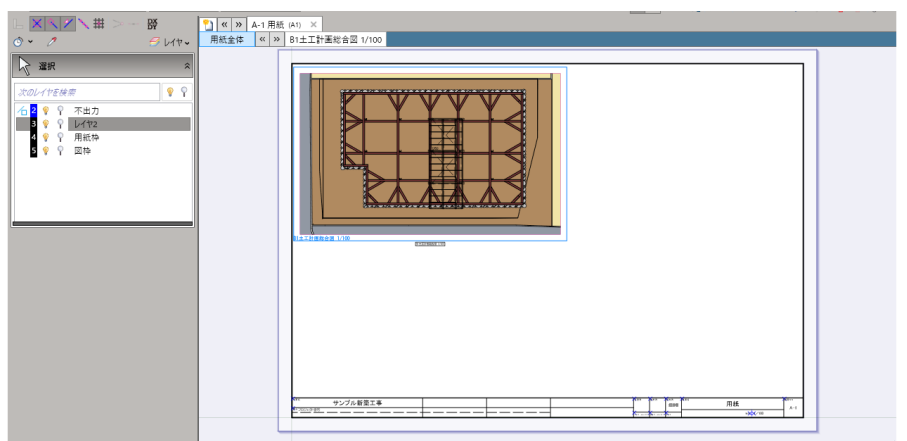 « » A-1 用紙 (A1) ×
レイヤ
用紙全体 « » B1土工計画総合図 1/100
選択
次のレイヤを検索
2 不出力
3 レイヤ2
4 用紙枠
5 図枠
B1土工計画総合図 1/100
サンプル新築工事
用紙
A-1